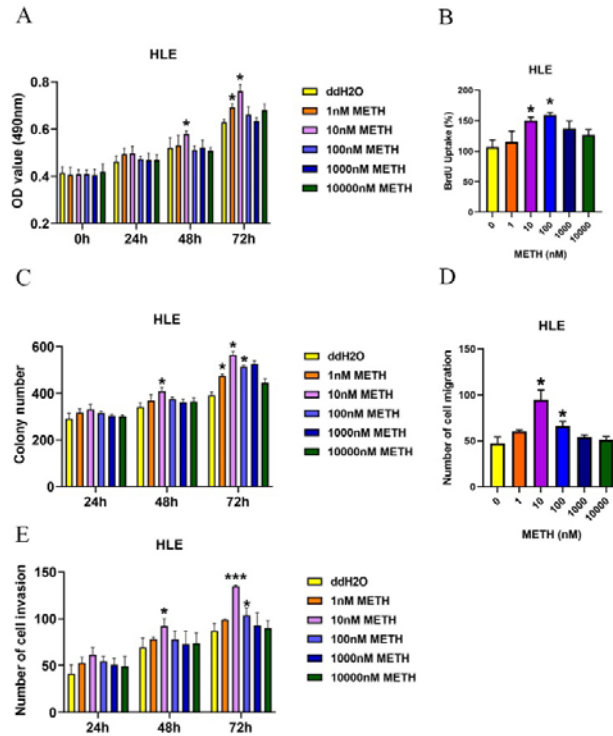 A
HLE
OD value (490nm)
0.8
0.6
0.4
0.2
*
*
*
0h
24h
48h
72h
ddH2O
1nM METH
10nM METH
100nM METH
1000nM METH
10000nM METH
B
HLE
BrdU Uptake (%)
200
150
100
50
0
*
*
0
1
10
100
1000
10000
METH (nM)
C
HLE
Colony number
600
400
200
0
*
*
*
*
24h
48h
72h
ddH2O
1nM METH
10nM METH
100nM METH
1000nM METH
10000nM METH
D
HLE
Number of cell migration
150
100
50
0
*
*
0
1
10
100
1000
10000
METH (nM)
E
HLE
Number of cell invasion
150
100
50
0
*
***
*
24h
48h
72h
ddH2O
1nM METH
10nM METH
100nM METH
1000nM METH
10000nM METH